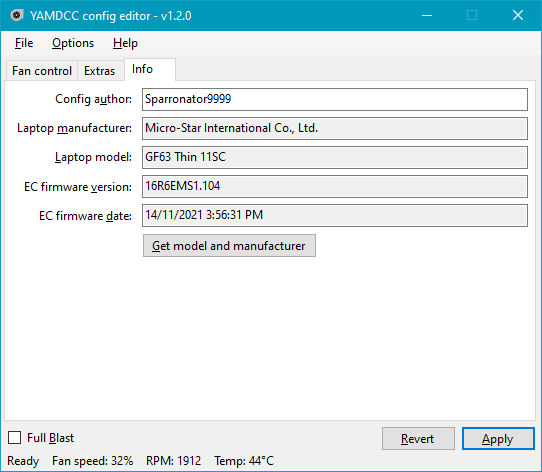 YAMDCC config editor - v1.2.0
File Options Help
Fan control Extras Info
Config author: Sparronator9999
Laptop manufacturer: Micro-Star International Co., Ltd.
Laptop model: GF63 Thin 11SC
EC firmware version: 16R6EMS1.104
EC firmware date: 14/11/2021 3:56:31 PM
Get model and manufacturer
Full Blast Revert Apply
Ready Fan speed: 32% RPM: 1912 Temp: 44°C